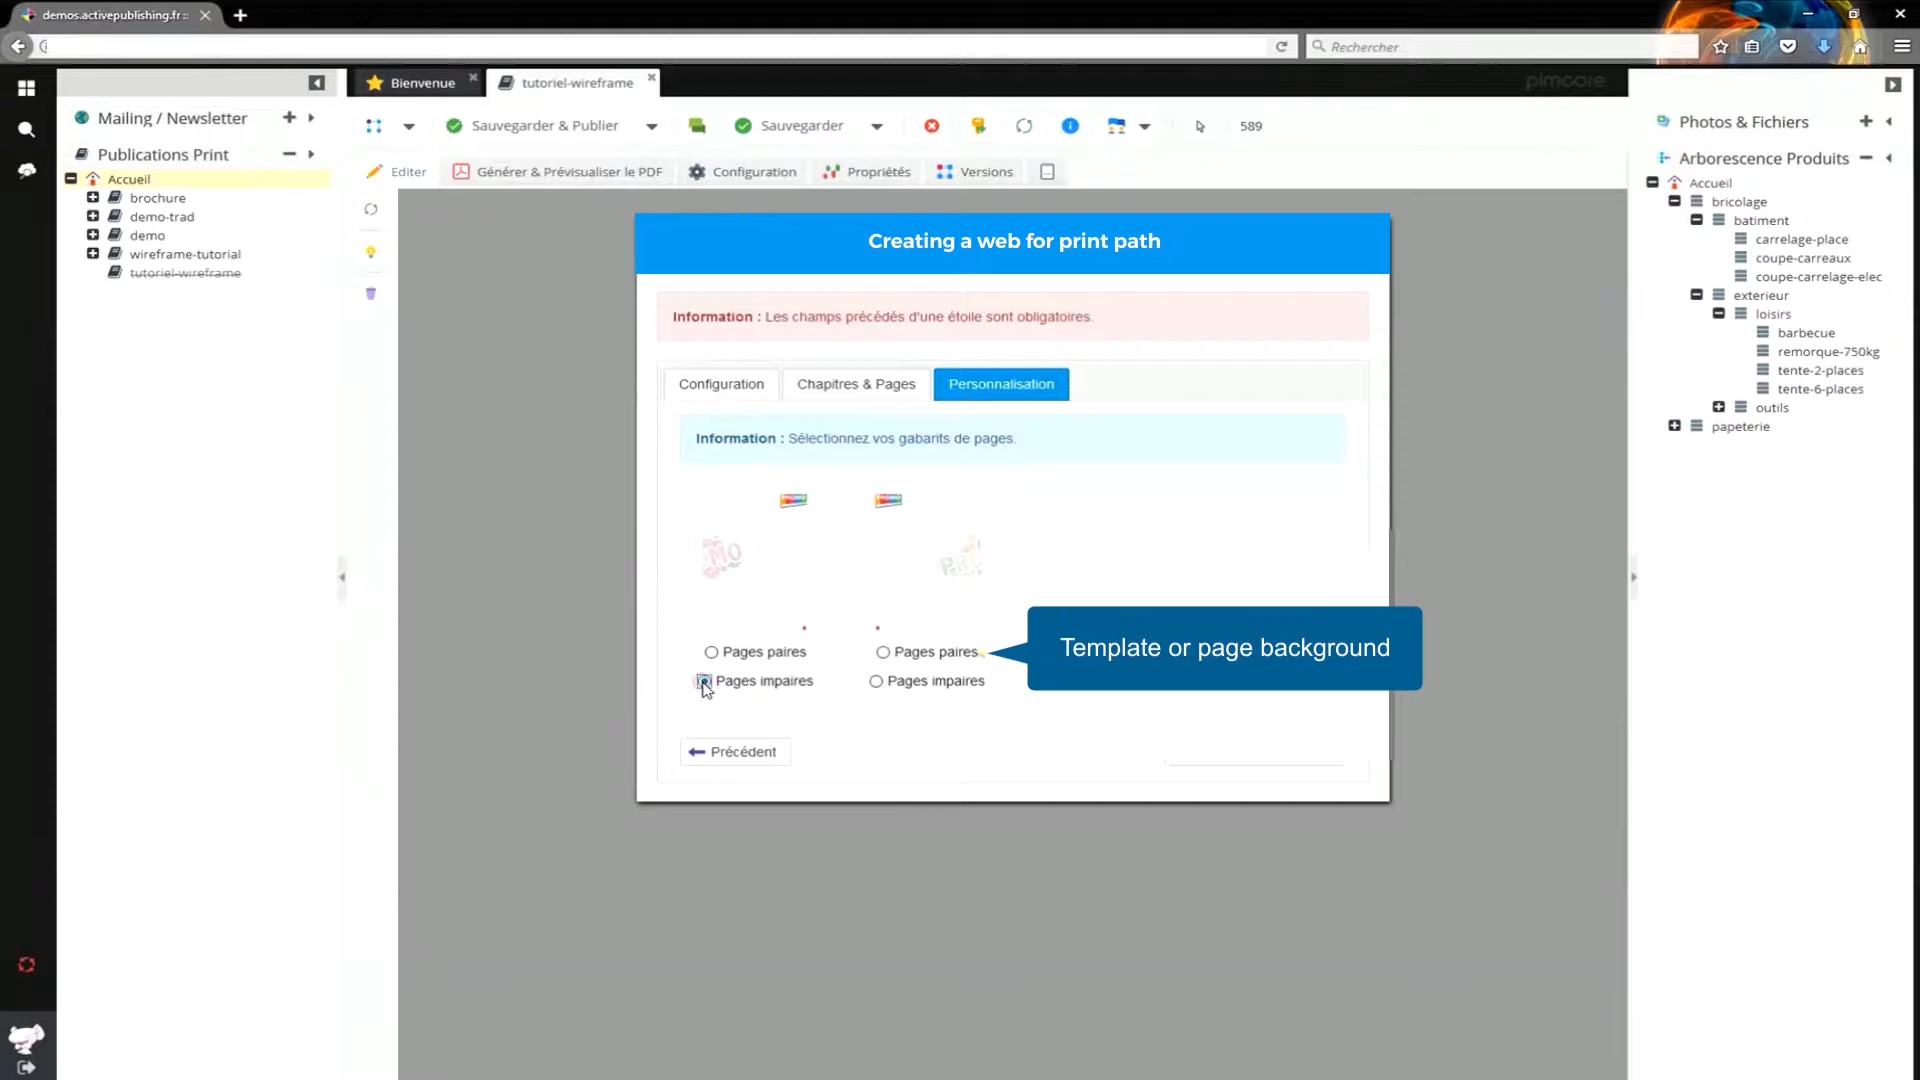 demos.activepublishing.fr ::
Rechercher
Bienvenue
tutoriel-wireframe
pimcore
Mailing / Newsletter
Publications Print
Accueil
brochure
demo-trad
demo
wireframe-tutorial
tutoriel-wireframe
Sauvegarder & Publier
Sauvegarder
589
Editer
Générer & Prévisualiser le PDF
Configuration
Propriétés
Versions
Creating a web for print path
Information : Les champs précédés d'une étoile sont obligatoires.
Configuration
Chapitres & Pages
Personnalisation
Information : Sélectionnez vos gabarits de pages.
Pages paires
Pages paires
Pages impaires
Pages impaires
Template or page background
Précédent
Photos & Fichiers
Arborescence Produits
Accueil
bricolage
batiment
carrelage-place
coupe-carreaux
coupe-carrelage-elec
exterieur
loisirs
barbecue
remorque-750kg
tente-2-places
tente-6-places
outils
papeterie